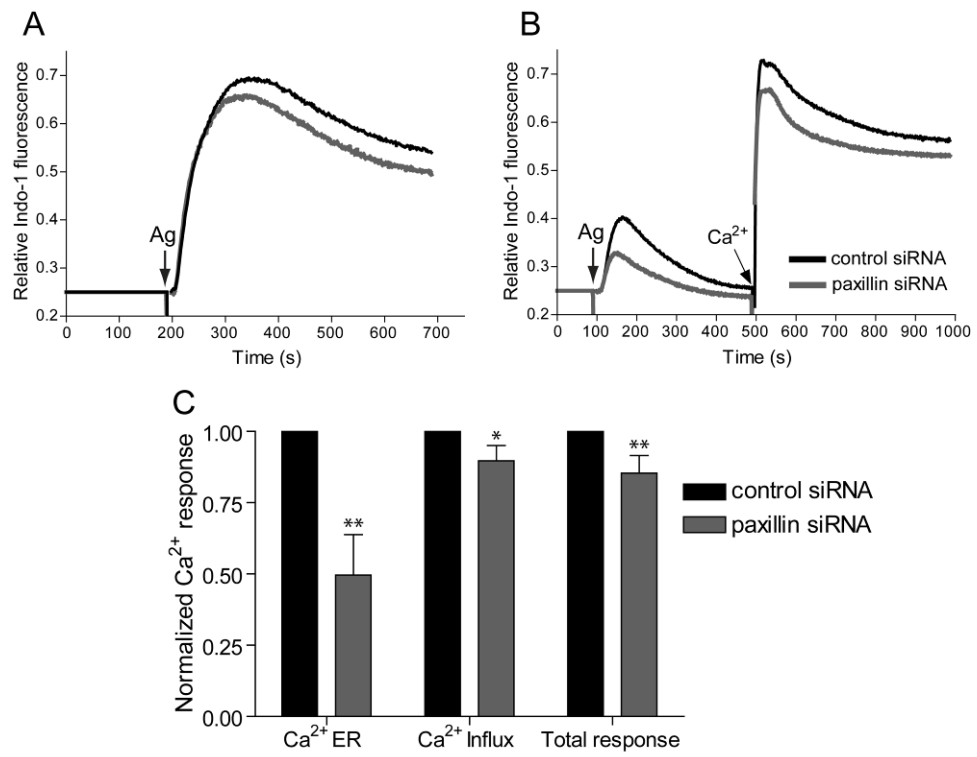 A
Relative Indo-1 fluorescence
0.7
0.6
0.5
0.4
0.3
0.2
Ag
0 100 200 300 400 500 600 700
Time (s)
B
Relative Indo-1 fluorescence
0.7
0.6
0.5
0.4
0.3
0.2
Ag
Ca²⁺
control siRNA
paxillin siRNA
0 100 200 300 400 500 600 700 800 900 1000
Time (s)
C
Normalized Ca²⁺ response
1.00
0.75
0.50
0.25
0.00
**
*
**
control siRNA
paxillin siRNA
Ca²⁺ ER Ca²⁺ Influx Total response